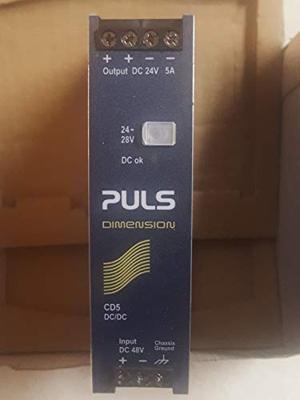 + + − −
Output DC 24V 5A
24-
28V
DC ok
PULS
DIMENSION
CD5
DC/DC
Input
DC 48V
Chassis
Ground
+ −